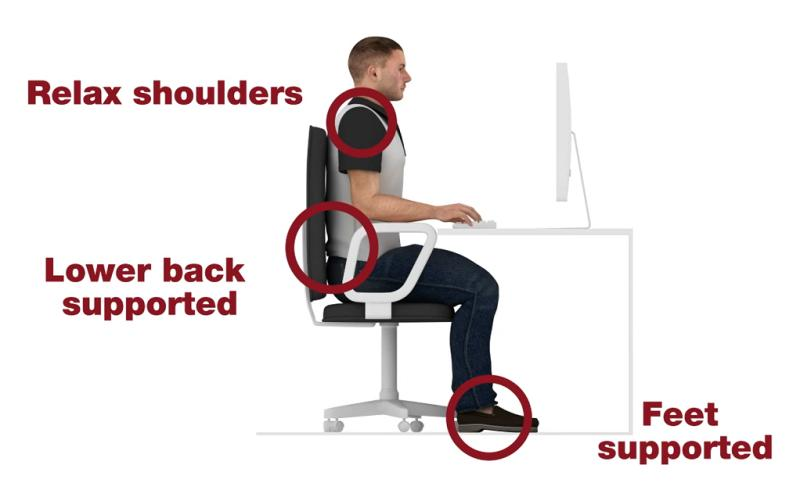 Relax shoulders
Lower back
supported
Feet
supported